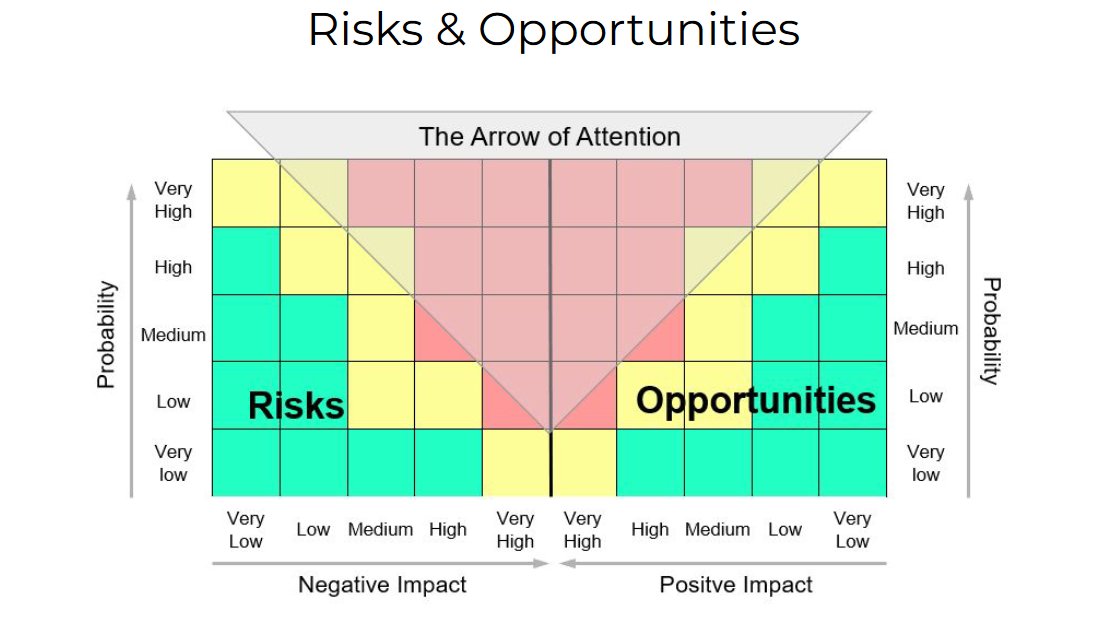 Risks & Opportunities
The Arrow of Attention
Very
High
High
Medium
Low
Very
low
Probability
Risks
Opportunities
Very
High
High
Medium
Low
Very
low
Probability
Very
Low
Low
Medium
High
Very
High
Very
High
High
Medium
Low
Very
Low
Negative Impact
Positve Impact